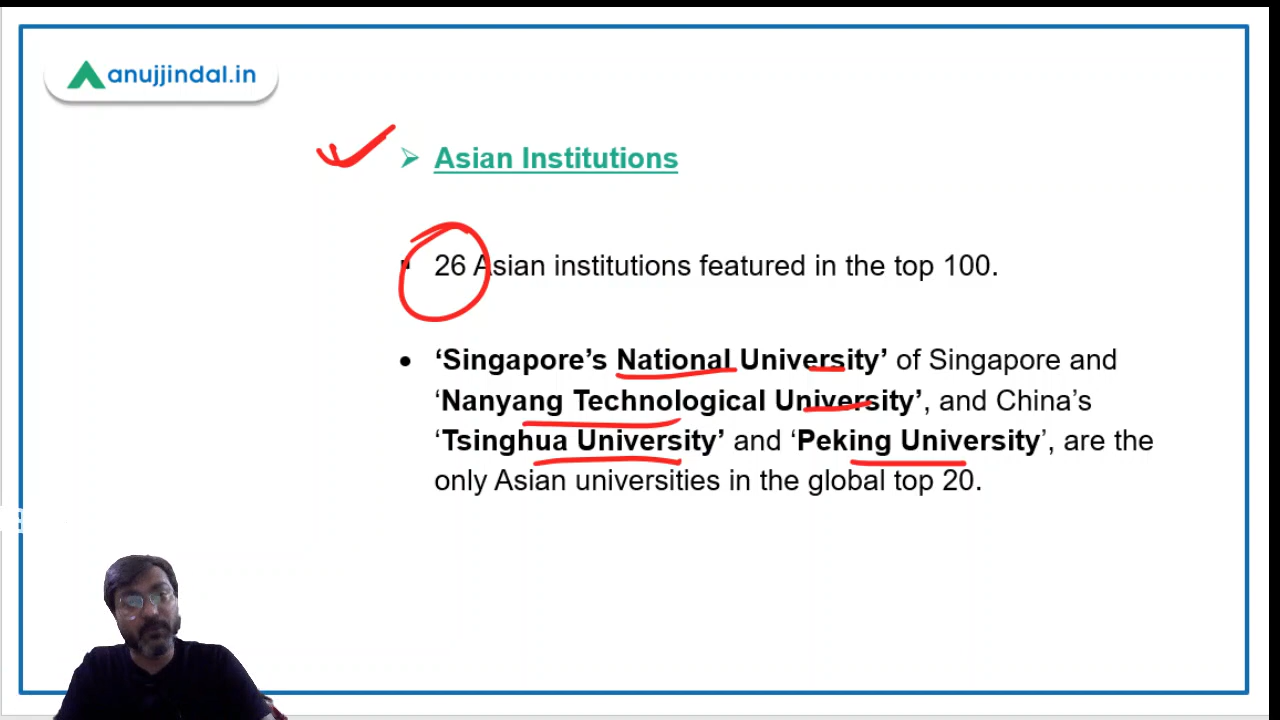 anujjindal.in
➢ Asian Institutions
▪ 26 Asian institutions featured in the top 100.
• ‘Singapore’s National University’ of Singapore and
‘Nanyang Technological University’, and China’s
‘Tsinghua University’ and ‘Peking University’, are the
only Asian universities in the global top 20.